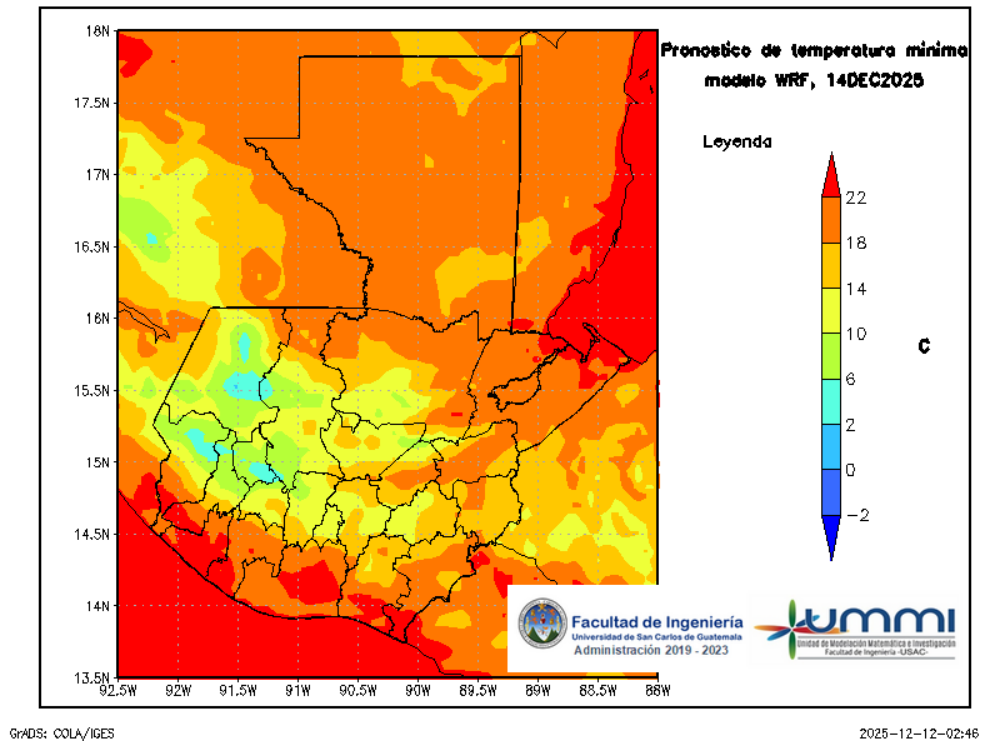 Pronostico de temperatura minima
modelo WRF, 14DEC2025
Leyenda
22
18
14
10
6
2
0
−2
C
18N
17.5N
17N
16.5N
16N
15.5N
15N
14.5N
14N
13.5N
92.5W 92W 91.5W 91W 90.5W 90W 89.5W 89W 88.5W 88W
Facultad de Ingeniería
Universidad de San Carlos de Guatemala
Administración 2019 - 2023
ummi
Unidad de Modelación Matemática e Investigación
Facultad de Ingeniería -USAC-
GrADS: COLA/IGES
2025-12-12-02:46